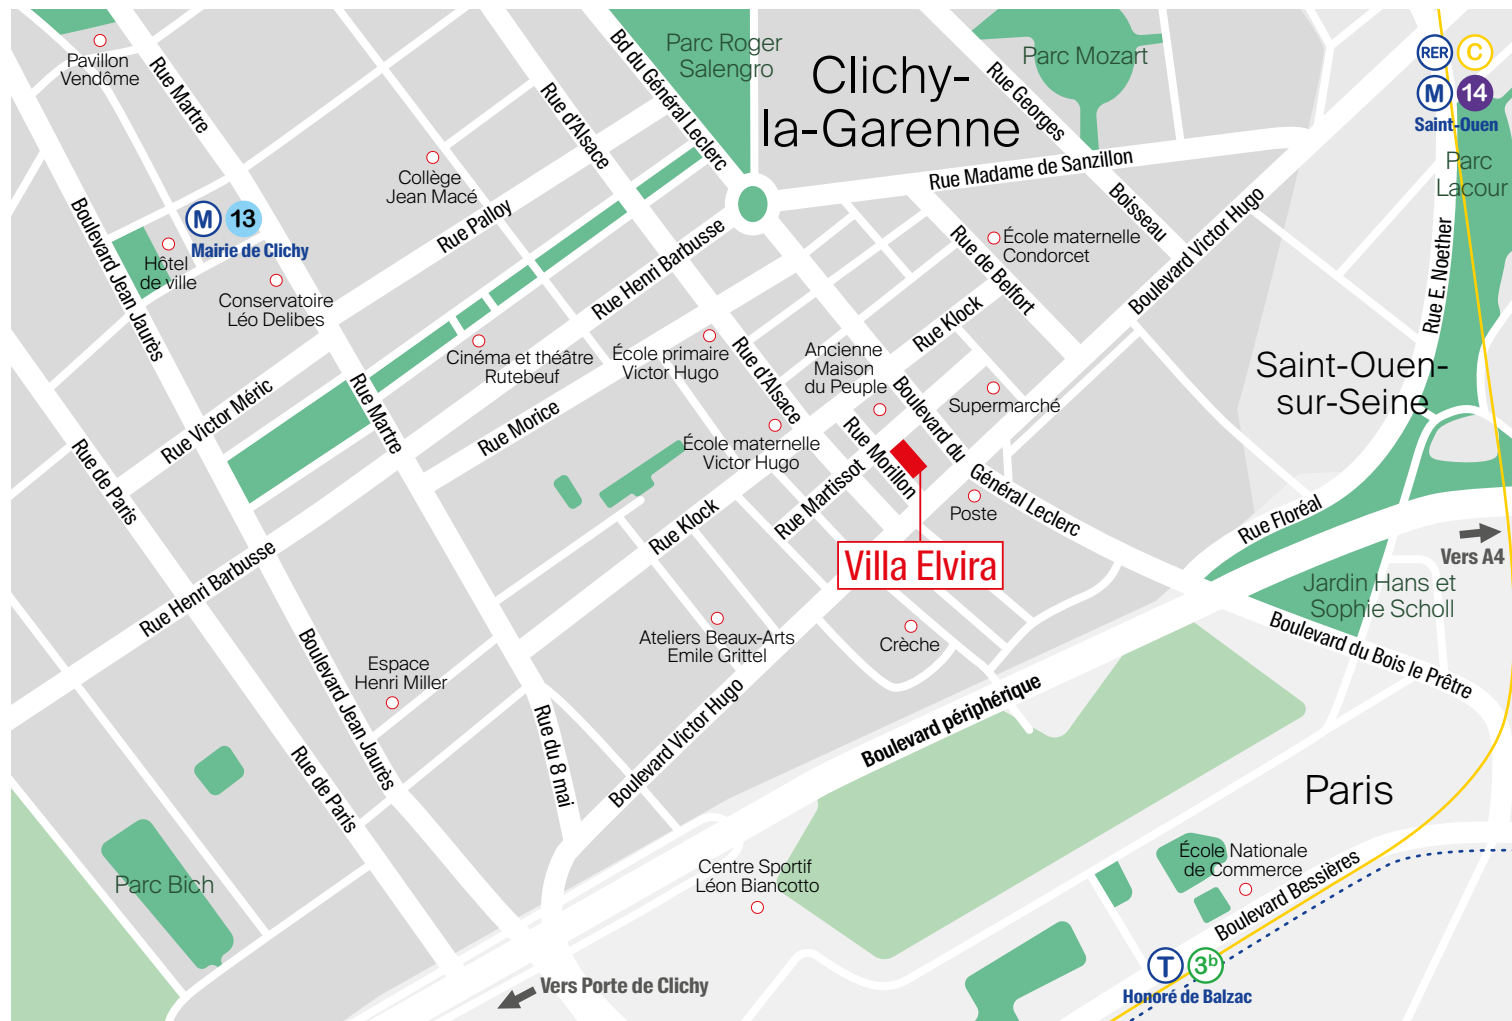 Pavillon
Vendôme
Rue Martre
Bd du Général Leclerc
Parc Roger
Salengro
Clichy-
la-Garenne
Parc Mozart
Rue Georges
Boisseau
RER C
M 14
Saint-Ouen
Parc
Lacour
Rue d'Alsace
Collège
Jean Macé
Rue Palloy
Rue Madame de Sanzillon
M 13
Mairie de Clichy
Boulevard Jean Jaurès
Hôtel
de ville
Conservatoire
Léo Delibes
Rue Henri Barbusse
École maternelle
Condorcet
Rue de Belfort
Boulevard Victor Hugo
Rue E. Noether
Cinéma et théâtre
Rutebeuf
École primaire
Victor Hugo
Rue d'Alsace
Ancienne
Maison
du Peuple
Rue Klock
Supermarché
Saint-Ouen-
sur-Seine
Rue Victor Méric
Rue Martre
Rue Morice
École maternelle
Victor Hugo
Rue Morillon
Boulevard du
Général Leclerc
Rue de Paris
Rue Klock
Rue Martissot
Poste
Rue Floréal
Vers A4
Villa Elvira
Rue Henri Barbusse
Jardin Hans et
Sophie Scholl
Boulevard du Bois le Prêtre
Ateliers Beaux-Arts
Emile Grittel
Crèche
Espace
Henri Miller
Boulevard Jean Jaurès
Rue du 8 mai
Boulevard Victor Hugo
Boulevard périphérique
Rue de Paris
Paris
Parc Bich
Centre Sportif
Léon Biancotto
École Nationale
de Commerce
Boulevard Bessières
T 3b
Honoré de Balzac
Vers Porte de Clichy